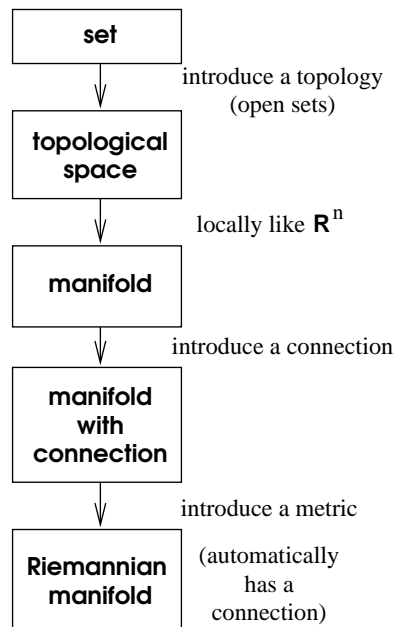 set
introduce a topology
(open sets)
topological
space
locally like R^n
manifold
introduce a connection
manifold
with
connection
introduce a metric
Riemannian
manifold
(automatically
has a
connection)